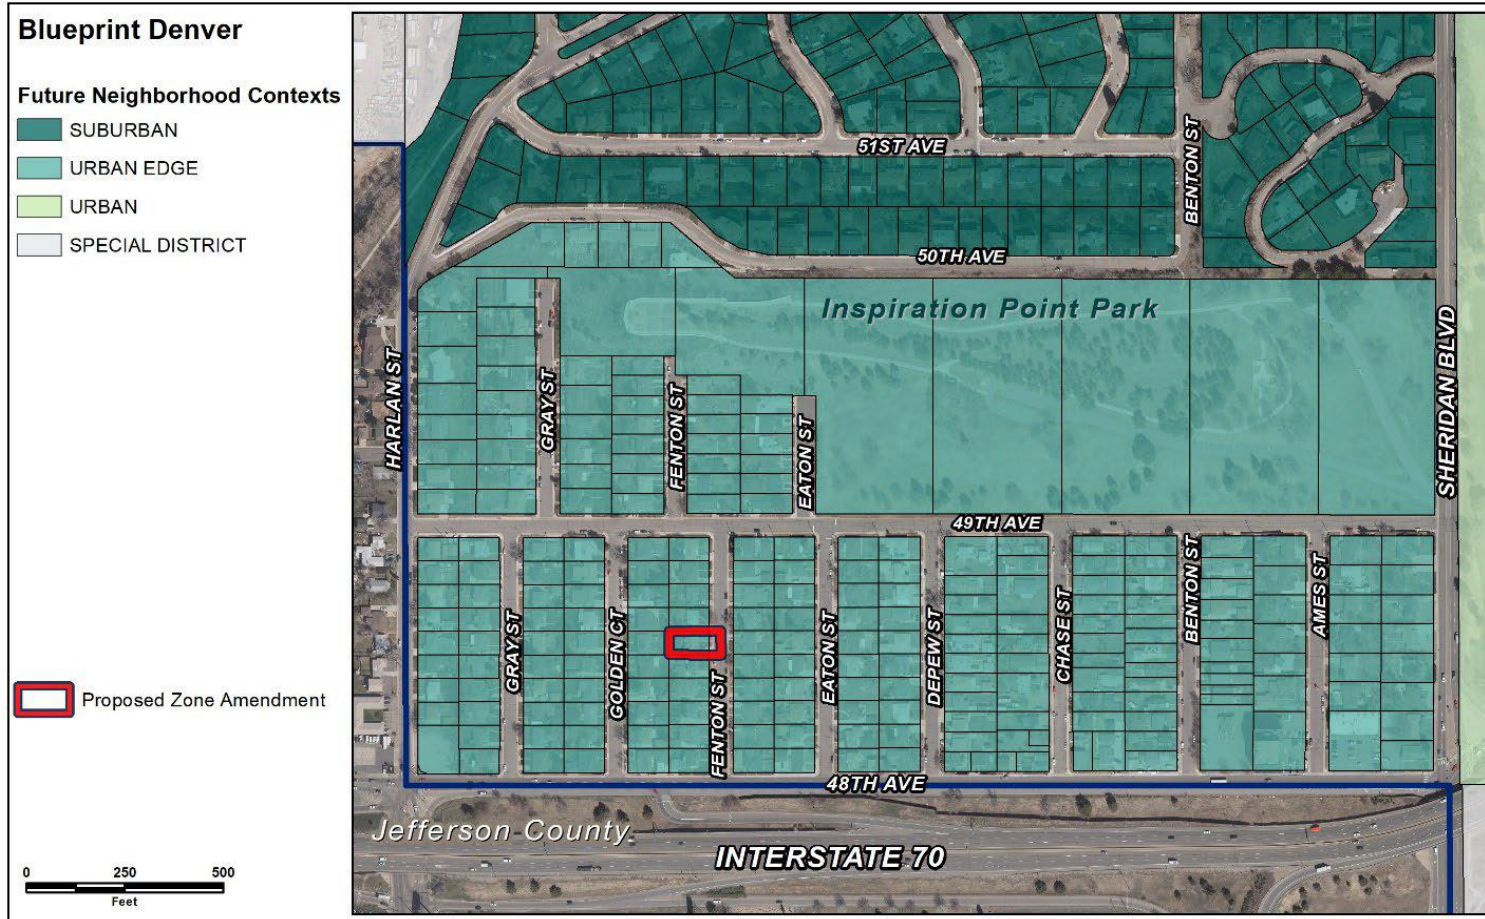 Blueprint Denver
Future Neighborhood Contexts
SUBURBAN
URBAN EDGE
URBAN
SPECIAL DISTRICT
Proposed Zone Amendment
0 250 500
Feet
51ST AVE
BENTON ST
50TH AVE
Inspiration Point Park
HARLAN ST
GRAY ST
FENTON ST
EATON ST
SHERIDAN BLVD
49TH AVE
GRAY ST
GOLDEN CT
FENTON ST
EATON ST
DEPEW ST
CHASE ST
BENTON ST
AMES ST
48TH AVE
Jefferson County
INTERSTATE 70